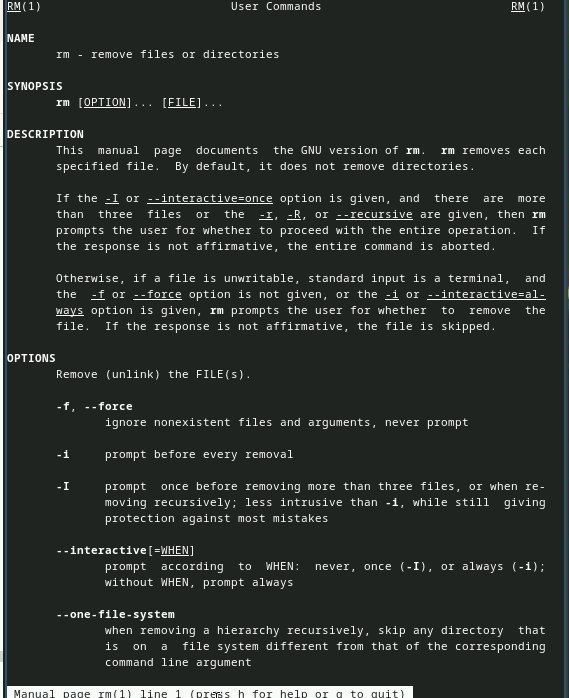 RM(1) User Commands RM(1)
NAME
rm - remove files or directories
SYNOPSIS
rm [OPTION]... [FILE]...
DESCRIPTION
This manual page documents the GNU version of rm. rm removes each
specified file. By default, it does not remove directories.
If the -I or --interactive=once option is given, and there are more
than three files or the -r, -R, or --recursive are given, then rm
prompts the user for whether to proceed with the entire operation. If
the response is not affirmative, the entire command is aborted.
Otherwise, if a file is unwritable, standard input is a terminal, and
the -f or --force option is not given, or the -i or --interactive=al-
ways option is given, rm prompts the user for whether to remove the
file. If the response is not affirmative, the file is skipped.
OPTIONS
Remove (unlink) the FILE(s).
-f, --force
ignore nonexistent files and arguments, never prompt
-i prompt before every removal
-I prompt once before removing more than three files, or when re-
moving recursively; less intrusive than -i, while still giving
protection against most mistakes
--interactive[=WHEN]
prompt according to WHEN: never, once (-I), or always (-i);
without WHEN, prompt always
--one-file-system
when removing a hierarchy recursively, skip any directory that
is on a file system different from that of the corresponding
command line argument
Manual page rm(1) line 1 (press h for help or q to quit)